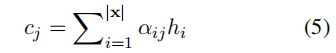 c_j = \sum_{i=1}^{|\mathbf{x}|} \alpha_{ij} h_i (5)